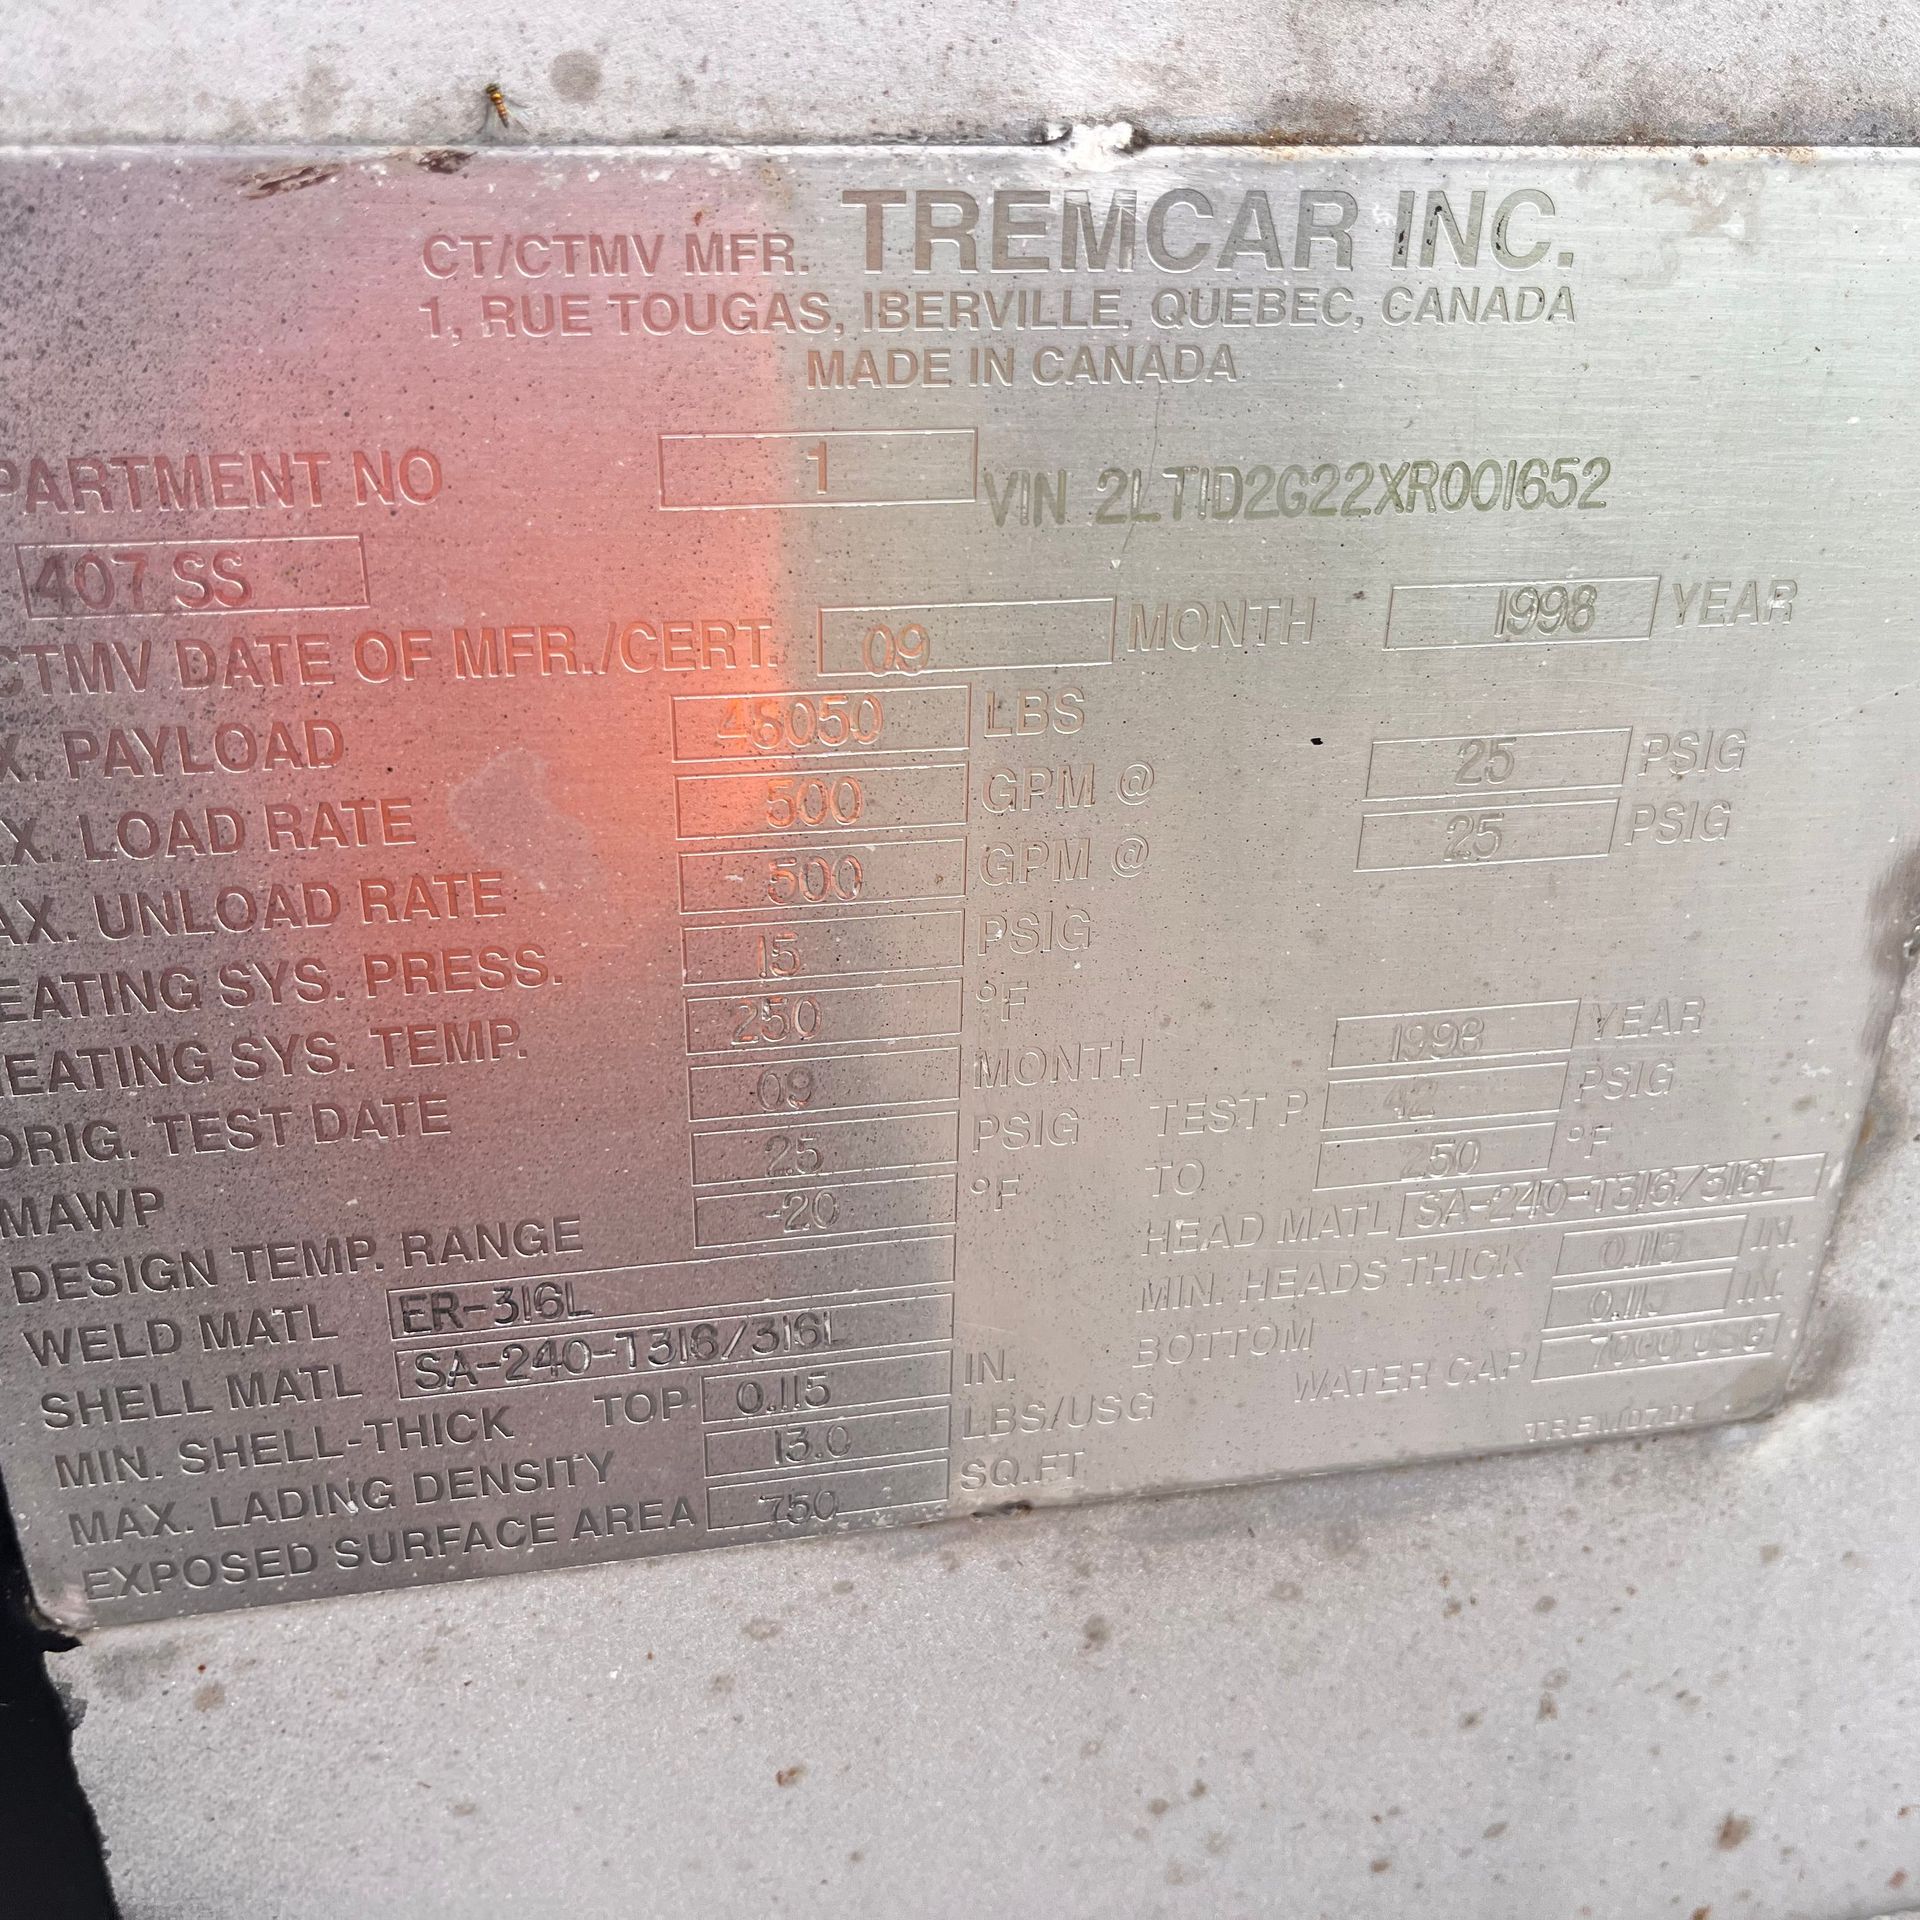 CT/CTMV MFR. TREMCAR INC.
1, RUE TOUGAS, IBERVILLE, QUEBEC, CANADA
MADE IN CANADA
PARTMENT NO 1 VIN 2LT1D2G22XR001652
407 SS
CTMV DATE OF MFR./CERT. 09 MONTH 1998 YEAR
X. PAYLOAD LBS
X. LOAD RATE 500 GPM @ 25 PSIG
AX. UNLOAD RATE 500 GPM @ 25 PSIG
EATING SYS. PRESS. 15 PSIG
EATING SYS. TEMP. 250 °F
ORIG. TEST DATE 09 MONTH 1998 YEAR
MAWP 25 PSIG TEST P 42 PSIG
DESIGN TEMP. RANGE -20 °F TO 250 °F
WELD MATL ER-316L HEAD MATL SA-240-T316/316L
SHELL MATL SA-240-T316/316L MIN. HEADS THICK 0.115 IN.
MIN. SHELL-THICK TOP 0.115 IN. BOTTOM IN.
MAX. LADING DENSITY 13.0 LBS/USG WATER CAP 7000 USG
EXPOSED SURFACE AREA 750 SQ.FT